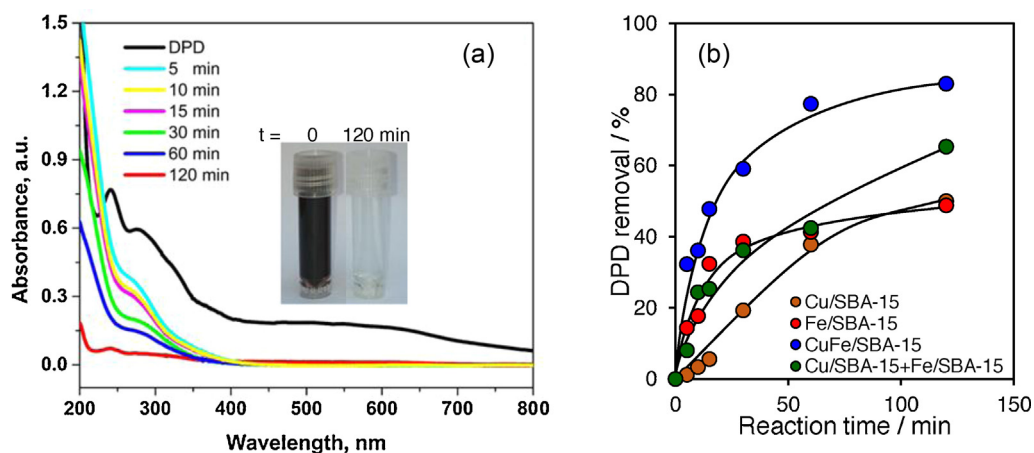 (a)
DPD
5 min
10 min
15 min
30 min
60 min
120 min
t = 0 120 min
1.5
1.2
0.9
0.6
0.3
0.0
200 300 400 500 600 700 800
Absorbance, a.u.
Wavelength, nm
(b)
100
80
60
40
20
0
0 50 100 150
DPD removal / %
Reaction time / min
Cu/SBA-15
Fe/SBA-15
CuFe/SBA-15
Cu/SBA-15+Fe/SBA-15